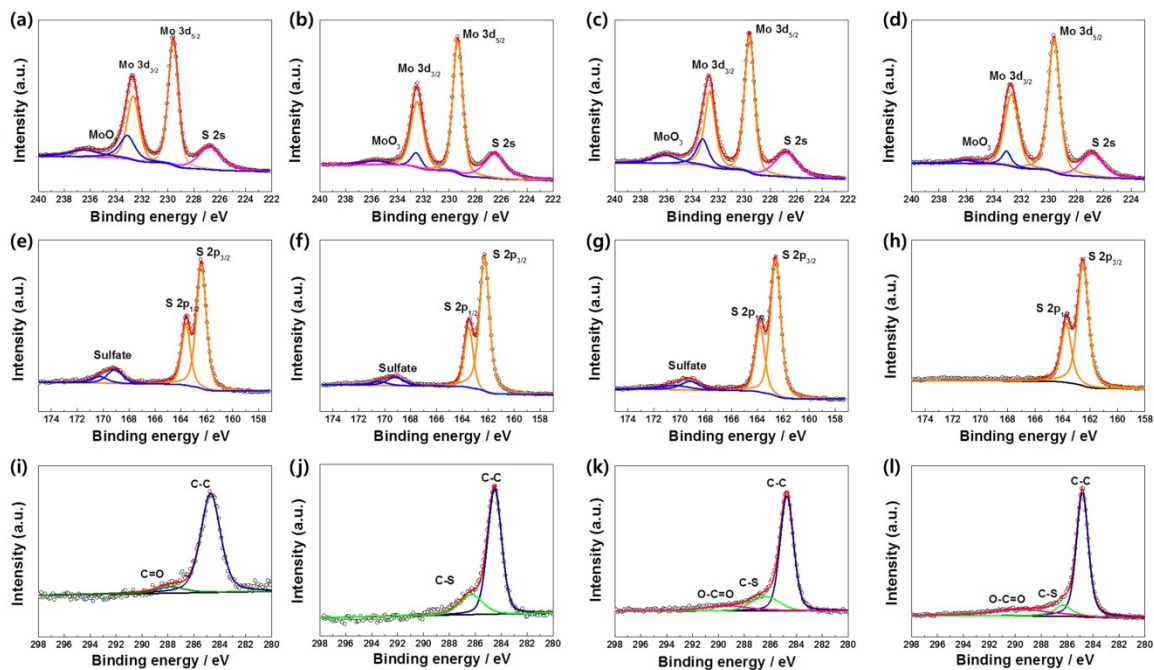 (a)
Intensity (a.u.)
MoO₃
Mo 3d₃/₂
Mo 3d₅/₂
S 2s
240 238 236 234 232 230 228 226 224 222
Binding energy / eV
(b)
Intensity (a.u.)
MoO₃
Mo 3d₃/₂
Mo 3d₅/₂
S 2s
240 238 236 234 232 230 228 226 224 222
Binding energy / eV
(c)
Intensity (a.u.)
MoO₃
Mo 3d₃/₂
Mo 3d₅/₂
S 2s
240 238 236 234 232 230 228 226 224 222
Binding energy / eV
(d)
Intensity (a.u.)
MoO₃
Mo 3d₃/₂
Mo 3d₅/₂
S 2s
240 238 236 234 232 230 228 226 224
Binding energy / eV
(e)
Intensity (a.u.)
Sulfate
S 2p₁/₂
S 2p₃/₂
174 172 170 168 166 164 162 160 158
Binding energy / eV
(f)
Intensity (a.u.)
Sulfate
S 2p₁/₂
S 2p₃/₂
174 172 170 168 166 164 162 160 158
Binding energy / eV
(g)
Intensity (a.u.)
Sulfate
S 2p₁/₂
S 2p₃/₂
174 172 170 168 166 164 162 160 158
Binding energy / eV
(h)
Intensity (a.u.)
S 2p₁/₂
S 2p₃/₂
174 172 170 168 166 164 162 160 158
Binding energy / eV
(i)
Intensity (a.u.)
C=O
C-C
298 296 294 292 290 288 286 284 282 280
Binding energy / eV
(j)
Intensity (a.u.)
C-S
C-C
298 296 294 292 290 288 286 284 282 280
Binding energy / eV
(k)
Intensity (a.u.)
O-C=O
C-S
C-C
298 296 294 292 290 288 286 284 282 280
Binding energy / eV
(l)
Intensity (a.u.)
O-C=O
C-S
C-C
298 296 294 292 290 288 286 284 282 280
Binding energy / eV